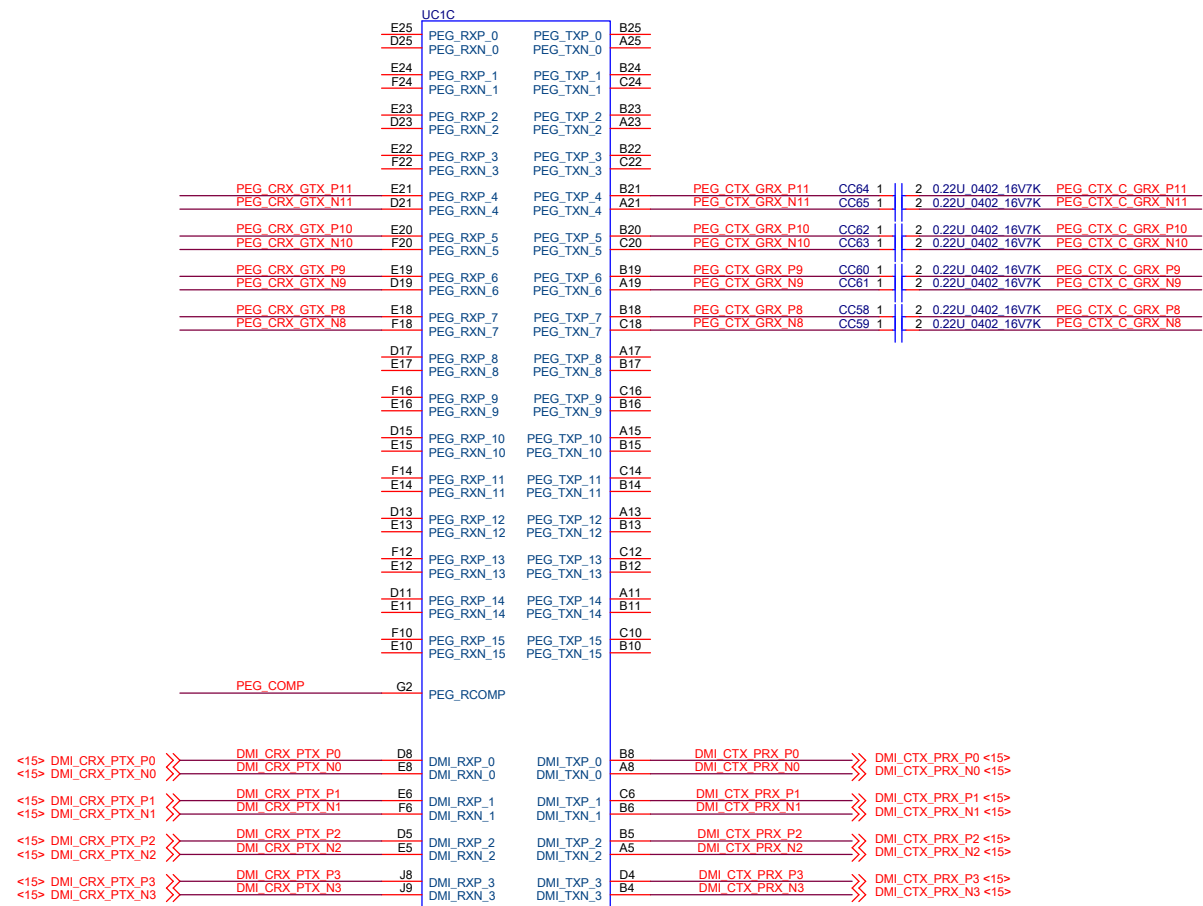 UC1C
E25 PEG_RXP_0 PEG_TXP_0 B25
D25 PEG_RXN_0 PEG_TXN_0 A25
E24 PEG_RXP_1 PEG_TXP_1 B24
F24 PEG_RXN_1 PEG_TXN_1 C24
E23 PEG_RXP_2 PEG_TXP_2 B23
D23 PEG_RXN_2 PEG_TXN_2 A23
E22 PEG_RXP_3 PEG_TXP_3 B22
F22 PEG_RXN_3 PEG_TXN_3 C22
PEG_CRX_GTX_P11 E21 PEG_RXP_4 PEG_TXP_4 B21 PEG_CTX_GRX_P11 CC64 1 2 0.22U_0402_16V7K PEG_CTX_C_GRX_P11
PEG_CRX_GTX_N11 D21 PEG_RXN_4 PEG_TXN_4 A21 PEG_CTX_GRX_N11 CC65 1 2 0.22U_0402_16V7K PEG_CTX_C_GRX_N11
PEG_CRX_GTX_P10 E20 PEG_RXP_5 PEG_TXP_5 B20 PEG_CTX_GRX_P10 CC62 1 2 0.22U_0402_16V7K PEG_CTX_C_GRX_P10
PEG_CRX_GTX_N10 F20 PEG_RXN_5 PEG_TXN_5 C20 PEG_CTX_GRX_N10 CC63 1 2 0.22U_0402_16V7K PEG_CTX_C_GRX_N10
PEG_CRX_GTX_P9 E19 PEG_RXP_6 PEG_TXP_6 B19 PEG_CTX_GRX_P9 CC60 1 2 0.22U_0402_16V7K PEG_CTX_C_GRX_P9
PEG_CRX_GTX_N9 D19 PEG_RXN_6 PEG_TXN_6 A19 PEG_CTX_GRX_N9 CC61 1 2 0.22U_0402_16V7K PEG_CTX_C_GRX_N9
PEG_CRX_GTX_P8 E18 PEG_RXP_7 PEG_TXP_7 B18 PEG_CTX_GRX_P8 CC58 1 2 0.22U_0402_16V7K PEG_CTX_C_GRX_P8
PEG_CRX_GTX_N8 F18 PEG_RXN_7 PEG_TXN_7 C18 PEG_CTX_GRX_N8 CC59 1 2 0.22U_0402_16V7K PEG_CTX_C_GRX_N8
D17 PEG_RXP_8 PEG_TXP_8 A17
E17 PEG_RXN_8 PEG_TXN_8 B17
F16 PEG_RXP_9 PEG_TXP_9 C16
E16 PEG_RXN_9 PEG_TXN_9 B16
D15 PEG_RXP_10 PEG_TXP_10 A15
E15 PEG_RXN_10 PEG_TXN_10 B15
F14 PEG_RXP_11 PEG_TXP_11 C14
E14 PEG_RXN_11 PEG_TXN_11 B14
D13 PEG_RXP_12 PEG_TXP_12 A13
E13 PEG_RXN_12 PEG_TXN_12 B13
F12 PEG_RXP_13 PEG_TXP_13 C12
E12 PEG_RXN_13 PEG_TXN_13 B12
D11 PEG_RXP_14 PEG_TXP_14 A11
E11 PEG_RXN_14 PEG_TXN_14 B11
F10 PEG_RXP_15 PEG_TXP_15 C10
E10 PEG_RXN_15 PEG_TXN_15 B10
PEG_COMP G2 PEG_RCOMP
<15> DMI_CRX_PTX_P0 DMI_CRX_PTX_P0 D8 DMI_RXP_0 DMI_TXP_0 B8 DMI_CTX_PRX_P0 DMI_CTX_PRX_P0 <15>
<15> DMI_CRX_PTX_N0 DMI_CRX_PTX_N0 E8 DMI_RXN_0 DMI_TXN_0 A8 DMI_CTX_PRX_N0 DMI_CTX_PRX_N0 <15>
<15> DMI_CRX_PTX_P1 DMI_CRX_PTX_P1 E6 DMI_RXP_1 DMI_TXP_1 C6 DMI_CTX_PRX_P1 DMI_CTX_PRX_P1 <15>
<15> DMI_CRX_PTX_N1 DMI_CRX_PTX_N1 F6 DMI_RXN_1 DMI_TXN_1 B6 DMI_CTX_PRX_N1 DMI_CTX_PRX_N1 <15>
<15> DMI_CRX_PTX_P2 DMI_CRX_PTX_P2 D5 DMI_RXP_2 DMI_TXP_2 B5 DMI_CTX_PRX_P2 DMI_CTX_PRX_P2 <15>
<15> DMI_CRX_PTX_N2 DMI_CRX_PTX_N2 E5 DMI_RXN_2 DMI_TXN_2 A5 DMI_CTX_PRX_N2 DMI_CTX_PRX_N2 <15>
<15> DMI_CRX_PTX_P3 DMI_CRX_PTX_P3 J8 DMI_RXP_3 DMI_TXP_3 D4 DMI_CTX_PRX_P3 DMI_CTX_PRX_P3 <15>
<15> DMI_CRX_PTX_N3 DMI_CRX_PTX_N3 J9 DMI_RXN_3 DMI_TXN_3 B4 DMI_CTX_PRX_N3 DMI_CTX_PRX_N3 <15>